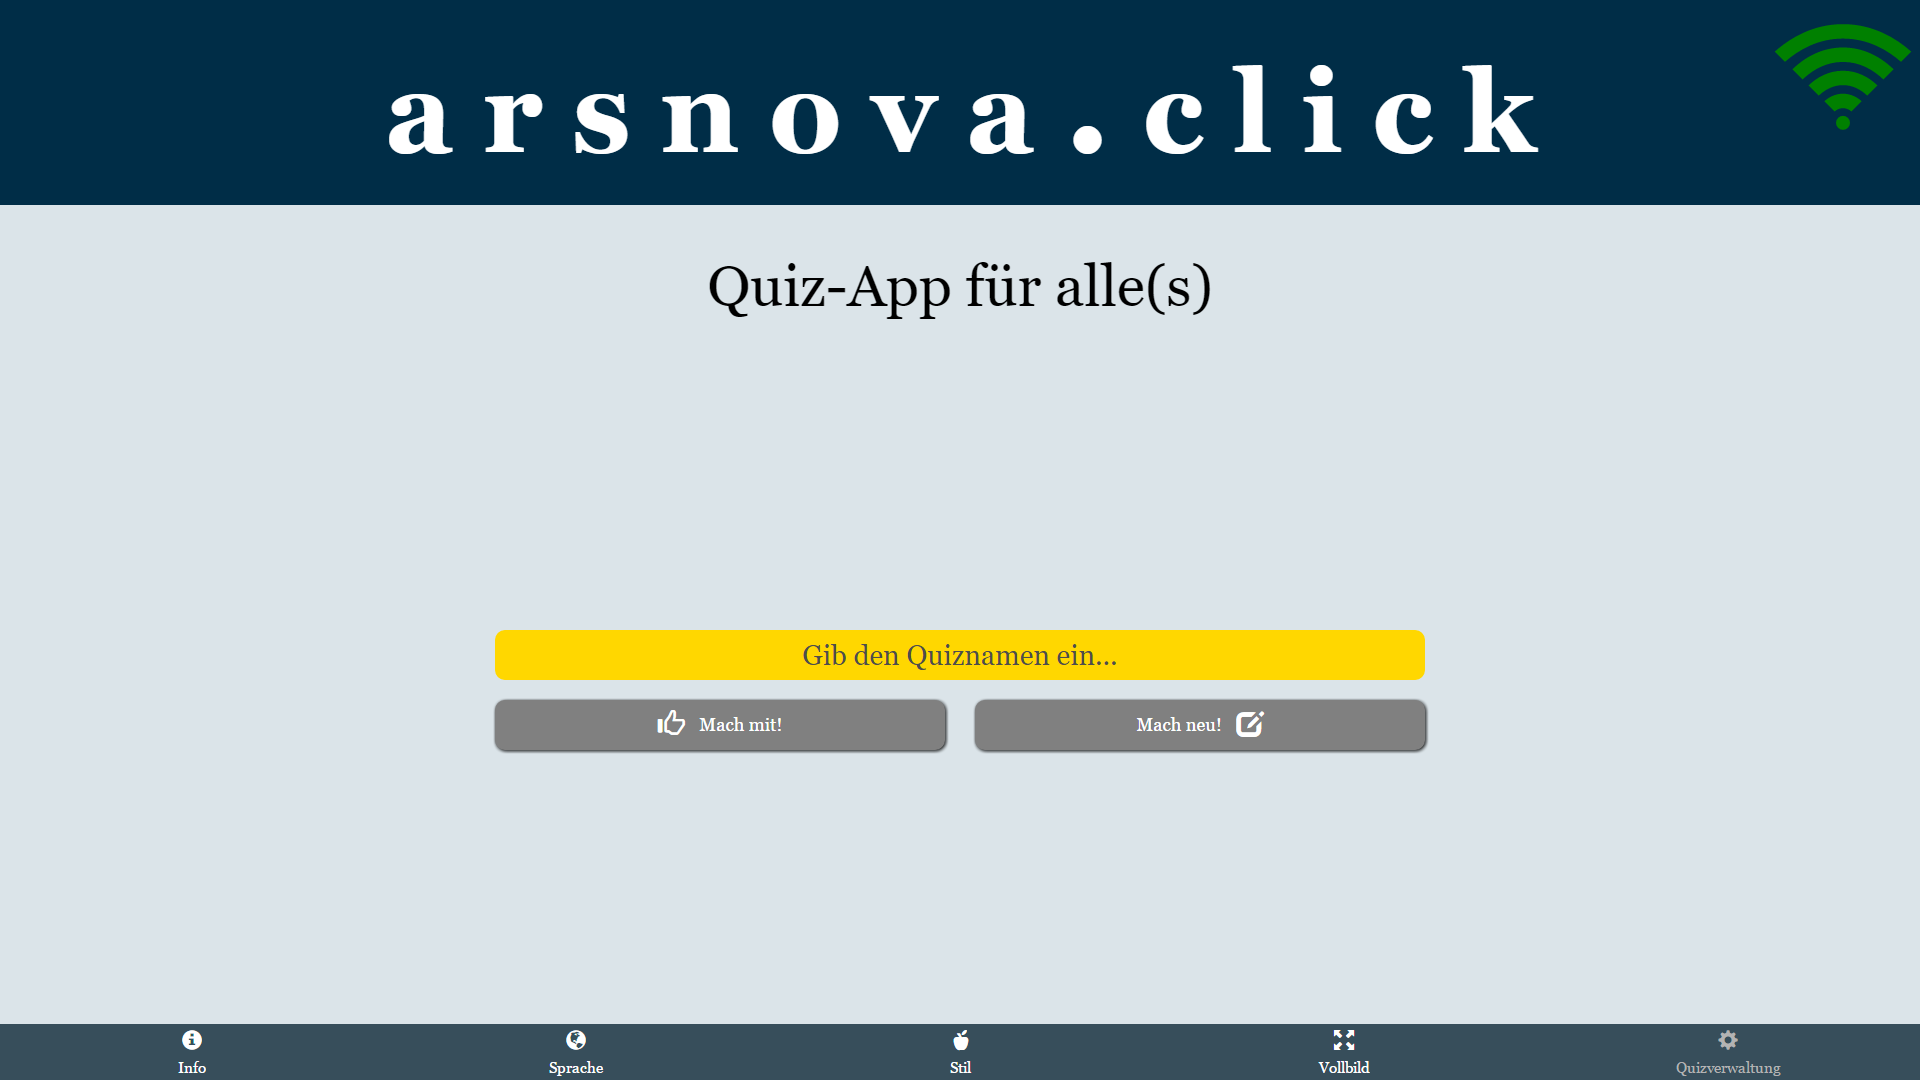 arsnova.click
Quiz-App für alle(s)
Gib den Quiznamen ein...
Mach mit!
Mach neu!
Info
Sprache
Stil
Vollbild
Quizverwaltung